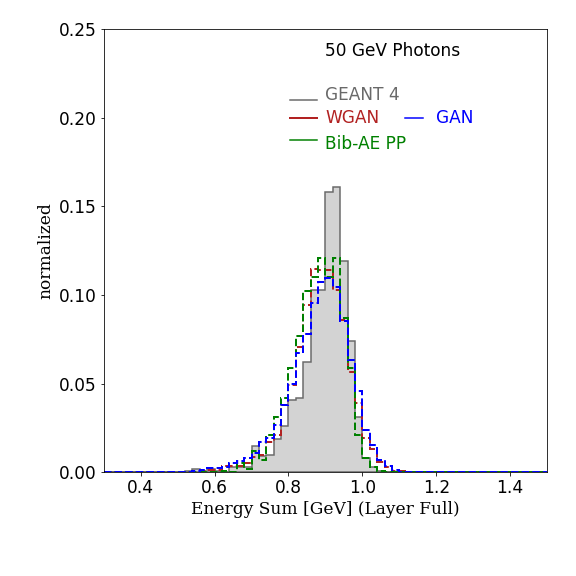 50 GeV Photons
GEANT 4
WGAN GAN
Bib-AE PP
normalized
0.25
0.20
0.15
0.10
0.05
0.00
0.4 0.6 0.8 1.0 1.2 1.4
Energy Sum [GeV] (Layer Full)